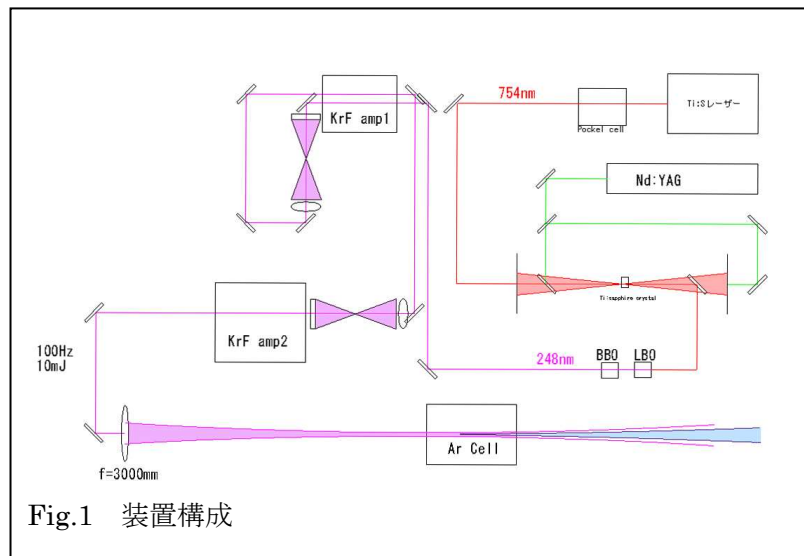 KrF amp1
754nm
Ti:Sレーザー
Pockel cell
Nd:YAG
Ti:sapphire crystal
KrF amp2
100Hz
10mJ
248nm
BBO
LBO
Ar Cell
f=3000mm
Fig.1 装置構成